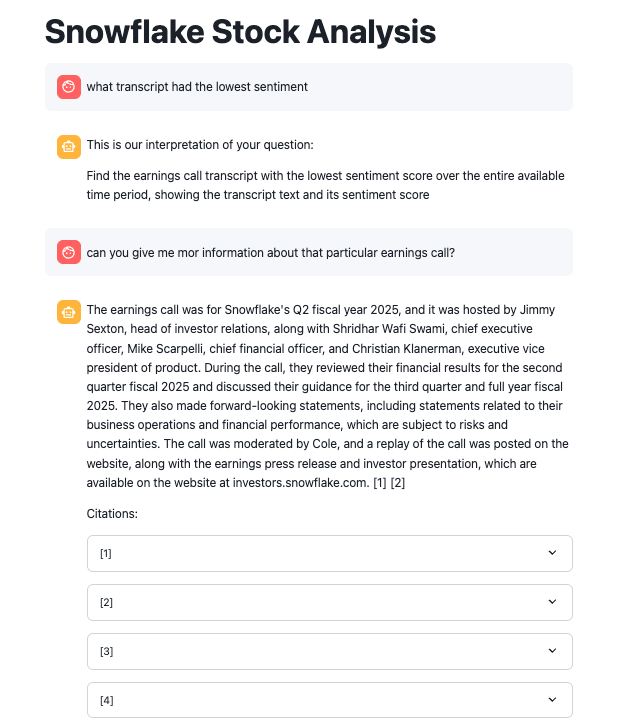 Snowflake Stock Analysis
what transcript had the lowest sentiment
This is our interpretation of your question:
Find the earnings call transcript with the lowest sentiment score over the entire available
time period, showing the transcript text and its sentiment score
can you give me mor information about that particular earnings call?
The earnings call was for Snowflake's Q2 fiscal year 2025, and it was hosted by Jimmy
Sexton, head of investor relations, along with Shridhar Wafi Swami, chief executive
officer, Mike Scarpelli, chief financial officer, and Christian Klanerman, executive vice
president of product. During the call, they reviewed their financial results for the second
quarter fiscal 2025 and discussed their guidance for the third quarter and full year fiscal
2025. They also made forward-looking statements, including statements related to their
business operations and financial performance, which are subject to risks and
uncertainties. The call was moderated by Cole, and a replay of the call was posted on the
website, along with the earnings press release and investor presentation, which are
available on the website at investors.snowflake.com. [1] [2]
Citations:
[1]
[2]
[3]
[4]